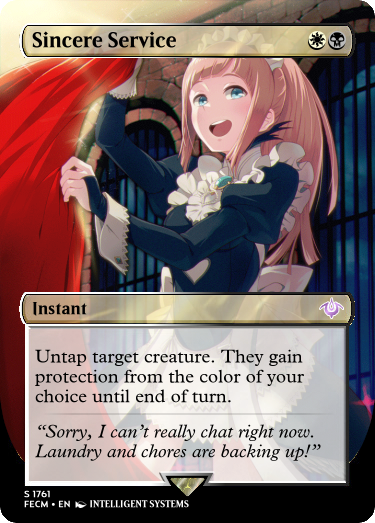 Sincere Service
Instant
Untap target creature. They gain
protection from the color of your
choice until end of turn.
“Sorry, I can’t really chat right now.
Laundry and chores are backing up!”
S 1761
FECM • EN INTELLIGENT SYSTEMS